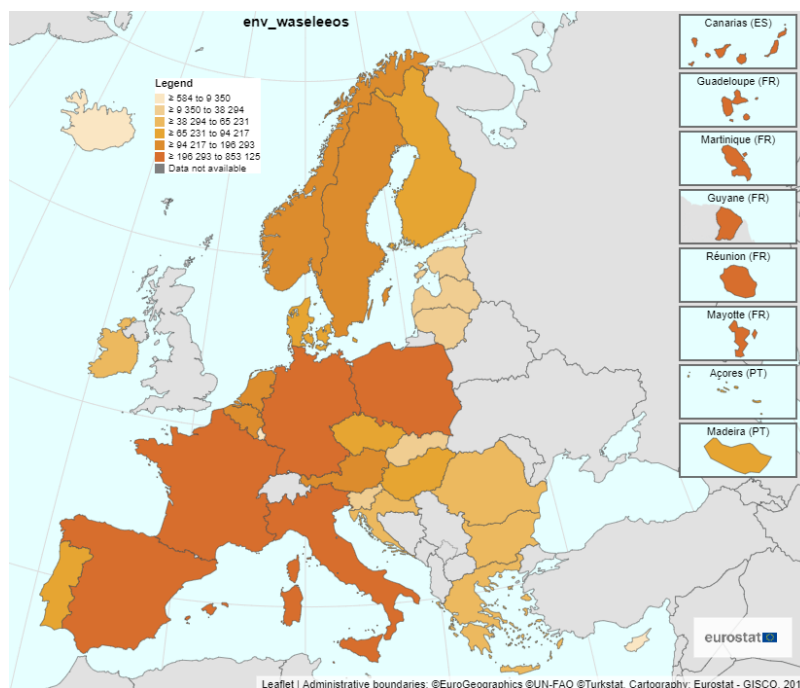 env_waseleeos
Legend
≥ 584 to 9 350
≥ 9 350 to 38 294
≥ 38 294 to 65 231
≥ 65 231 to 94 217
≥ 94 217 to 196 293
≥ 196 293 to 853 125
Data not available
Canarias (ES)
Guadeloupe (FR)
Martinique (FR)
Guyane (FR)
Réunion (FR)
Mayotte (FR)
Açores (PT)
Madeira (PT)
eurostat
Leaflet | Administrative boundaries: ©EuroGeographics ©UN-FAO ©Turkstat, Cartography: Eurostat - GISCO, 201